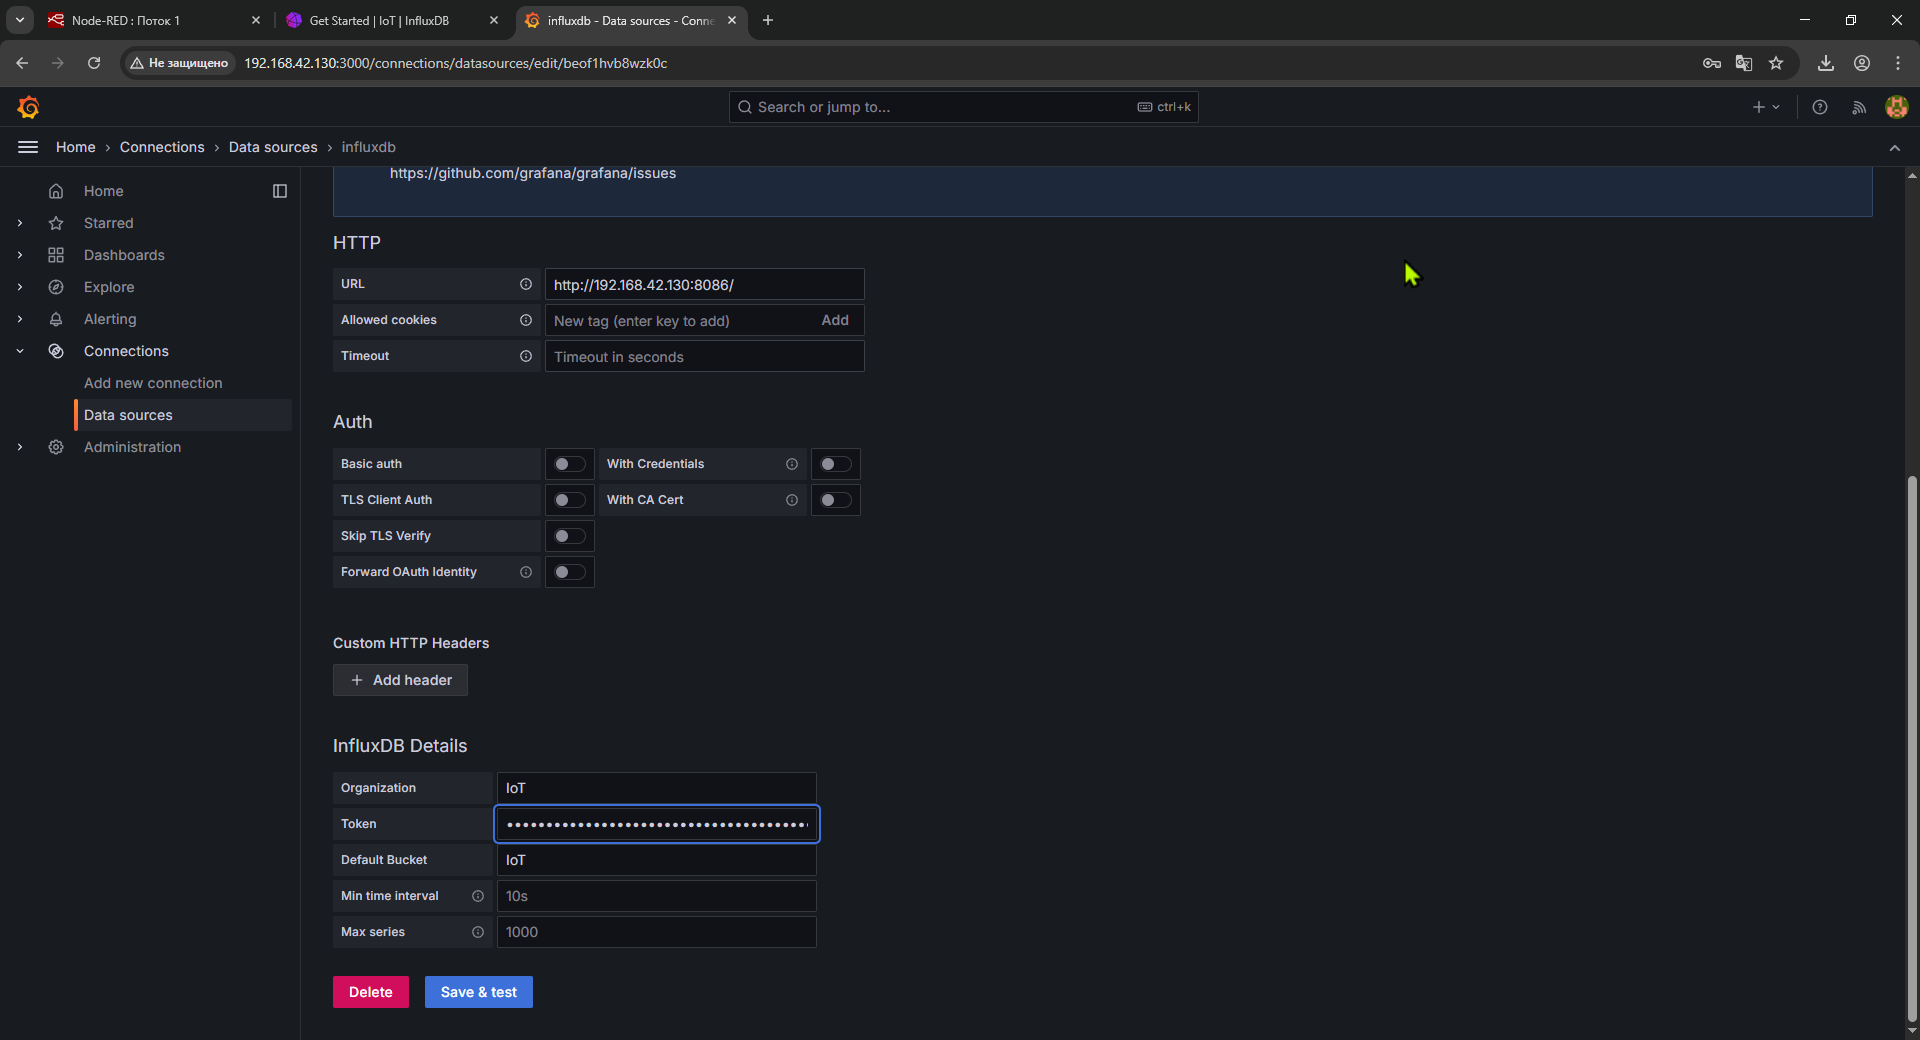 Node-RED : Поток 1
Get Started | IoT | InfluxDB
influxdb - Data sources - Conne
Не защищено
192.168.42.130:3000/connections/datasources/edit/beof1hvb8wzk0c
Search or jump to...
ctrl+k
Home > Connections > Data sources > influxdb
Home
Starred
Dashboards
Explore
Alerting
Connections
Add new connection
Data sources
Administration
https://github.com/grafana/grafana/issues
HTTP
URL
http://192.168.42.130:8086/
Allowed cookies
New tag (enter key to add)
Add
Timeout
Timeout in seconds
Auth
Basic auth
With Credentials
TLS Client Auth
With CA Cert
Skip TLS Verify
Forward OAuth Identity
Custom HTTP Headers
+ Add header
InfluxDB Details
Organization
IoT
Token
Default Bucket
IoT
Min time interval
10s
Max series
1000
Delete
Save & test